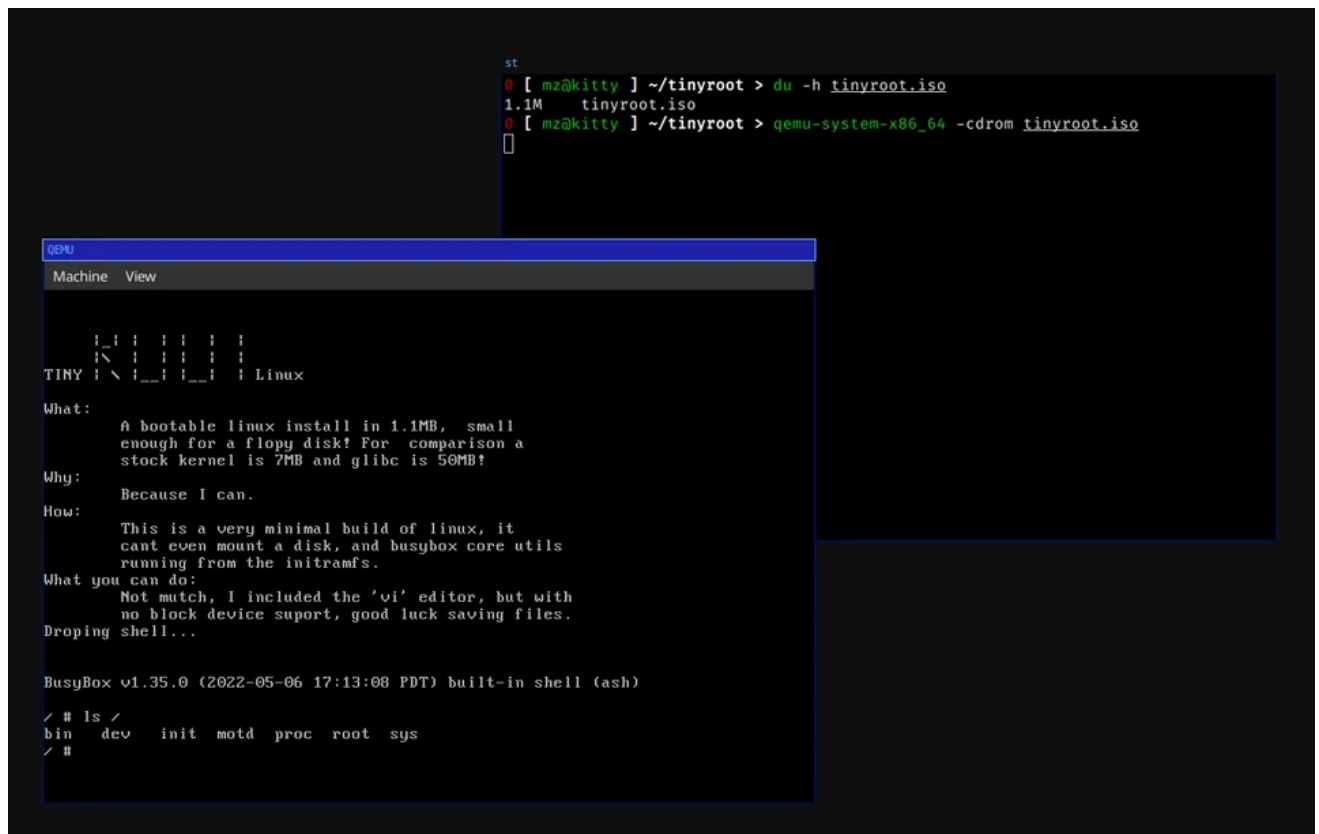 st
0 [ mz@kitty ] ~/tinyroot > du -h tinyroot.iso
1.1M    tinyroot.iso
0 [ mz@kitty ] ~/tinyroot > qemu-system-x86_64 -cdrom tinyroot.iso
QEMU
Machine View
TINY ROOT Linux
What:
A bootable linux install in 1.1MB,  small
enough for a flopy disk! For  comparison a
stock kernel is 7MB and glibc is 50MB!
Why:
Because I can.
How:
This is a very minimal build of linux, it
cant even mount a disk, and busybox core utils
running from the initramfs.
What you can do:
Not mutch, I included the 'vi' editor, but with
no block device suport, good luck saving files.
Droping shell...
BusyBox v1.35.0 (2022-05-06 17:13:08 PDT) built-in shell (ash)
/ # ls /
bin   dev   init  motd  proc  root  sys
/ #